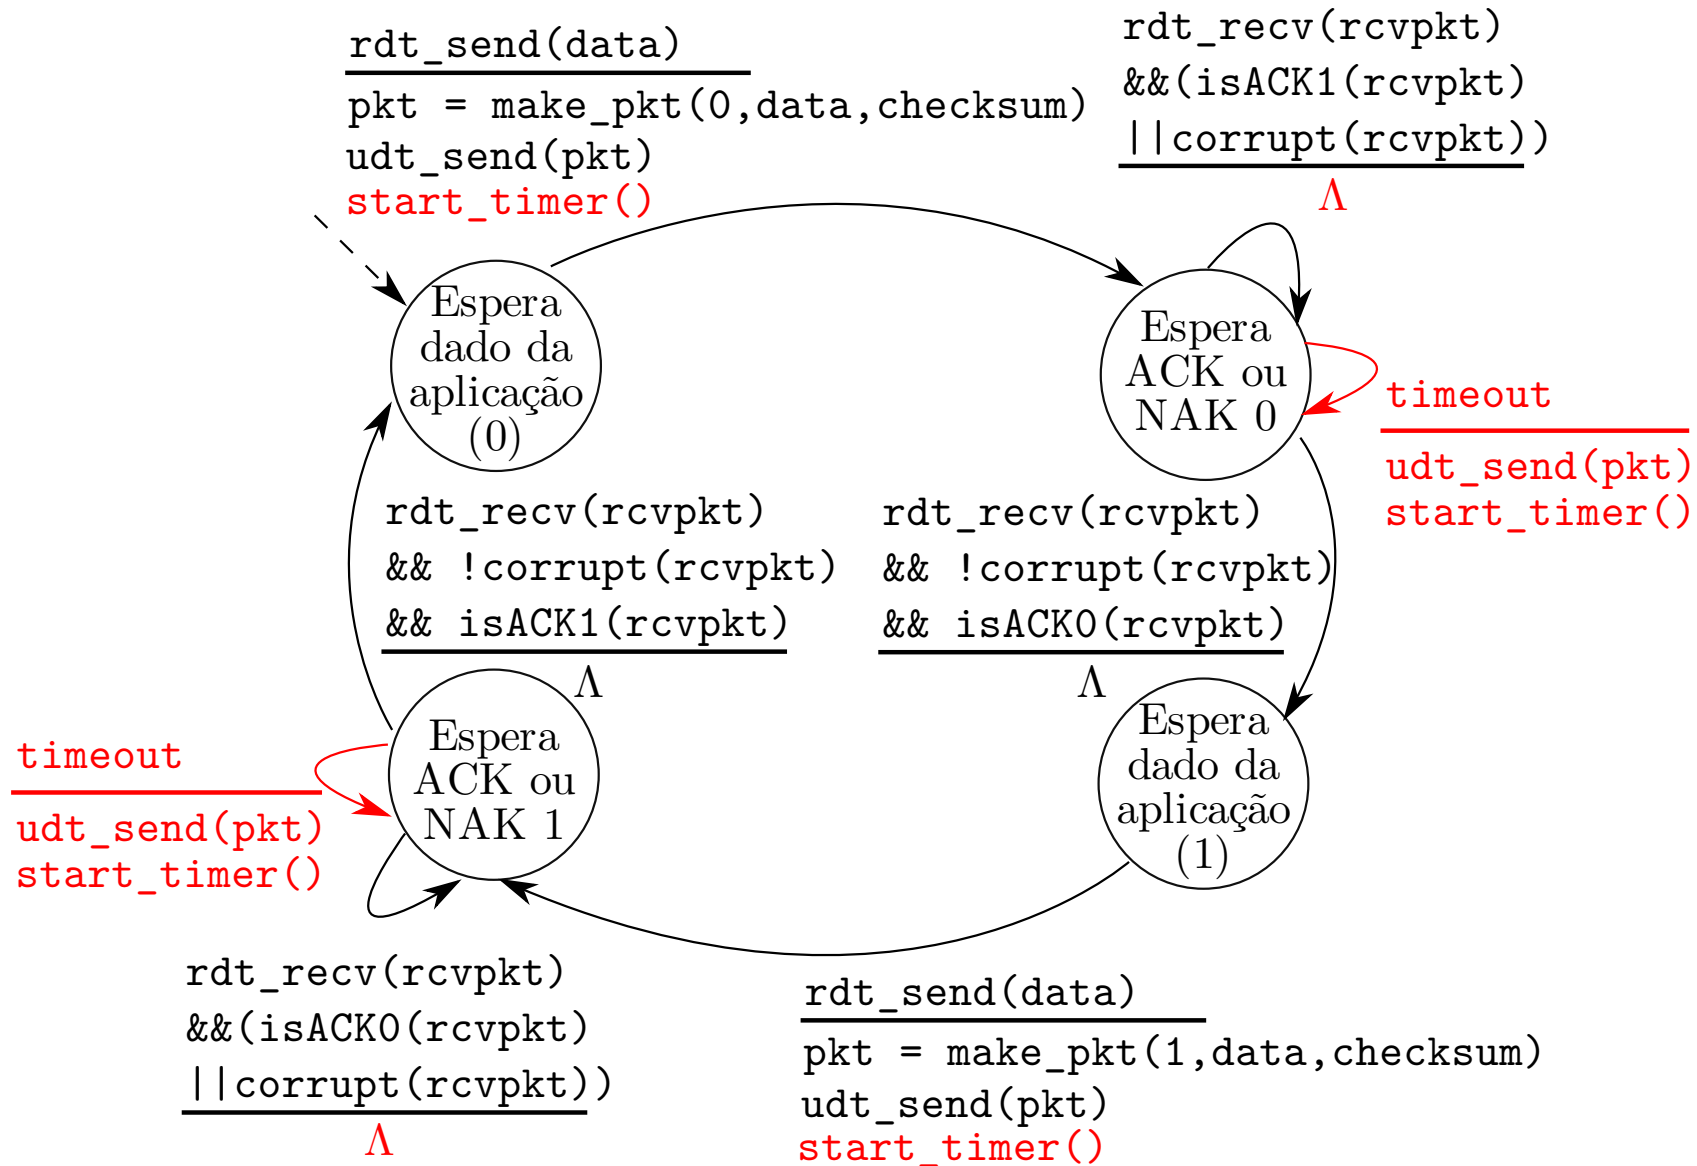 rdt_send(data)
pkt = make_pkt(0,data,checksum)
udt_send(pkt)
start_timer()
rdt_recv(rcvpkt)
&&(isACK1(rcvpkt)
||corrupt(rcvpkt))
Λ
Espera
dado da
aplicação
(0)
Espera
ACK ou
NAK 0
timeout
udt_send(pkt)
start_timer()
rdt_recv(rcvpkt)
&& !corrupt(rcvpkt)
&& isACK1(rcvpkt)
Λ
rdt_recv(rcvpkt)
&& !corrupt(rcvpkt)
&& isACK0(rcvpkt)
Λ
timeout
udt_send(pkt)
start_timer()
Espera
ACK ou
NAK 1
Espera
dado da
aplicação
(1)
rdt_recv(rcvpkt)
&&(isACK0(rcvpkt)
||corrupt(rcvpkt))
Λ
rdt_send(data)
pkt = make_pkt(1,data,checksum)
udt_send(pkt)
start_timer()